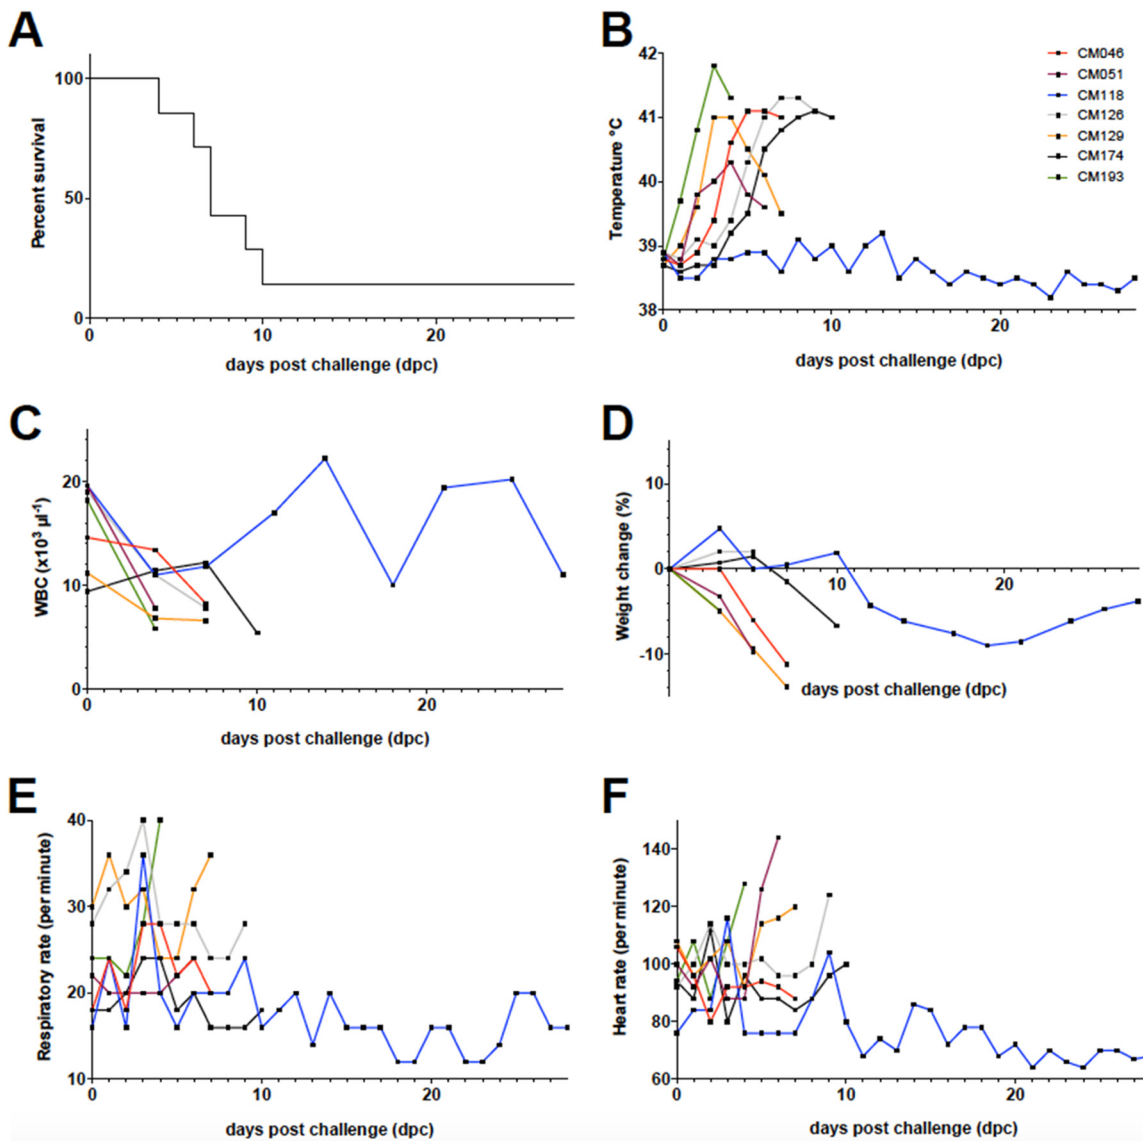 A
Percent survival
100
50
0
0
10
20
days post challenge (dpc)
B
Temperature °C
42
41
40
39
38
0
10
20
days post challenge (dpc)
CM046
CM051
CM118
CM126
CM129
CM174
CM193
C
WBC (x10³ µl⁻¹)
20
10
0
0
10
20
days post challenge (dpc)
D
Weight change (%)
10
0
-10
10
20
days post challenge (dpc)
E
Respiratory rate (per minute)
40
30
20
10
0
10
20
days post challenge (dpc)
F
Heart rate (per minute)
140
120
100
80
60
0
10
20
days post challenge (dpc)